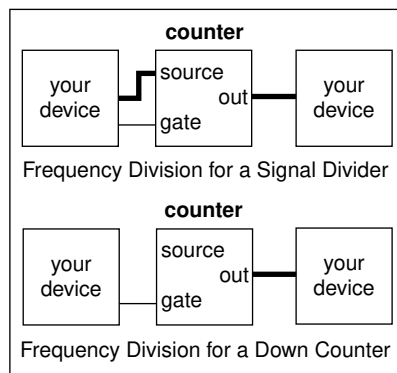 counter
your device
source
out
gate
your device
Frequency Division for a Signal Divider
counter
your device
source
out
gate
your device
Frequency Division for a Down Counter